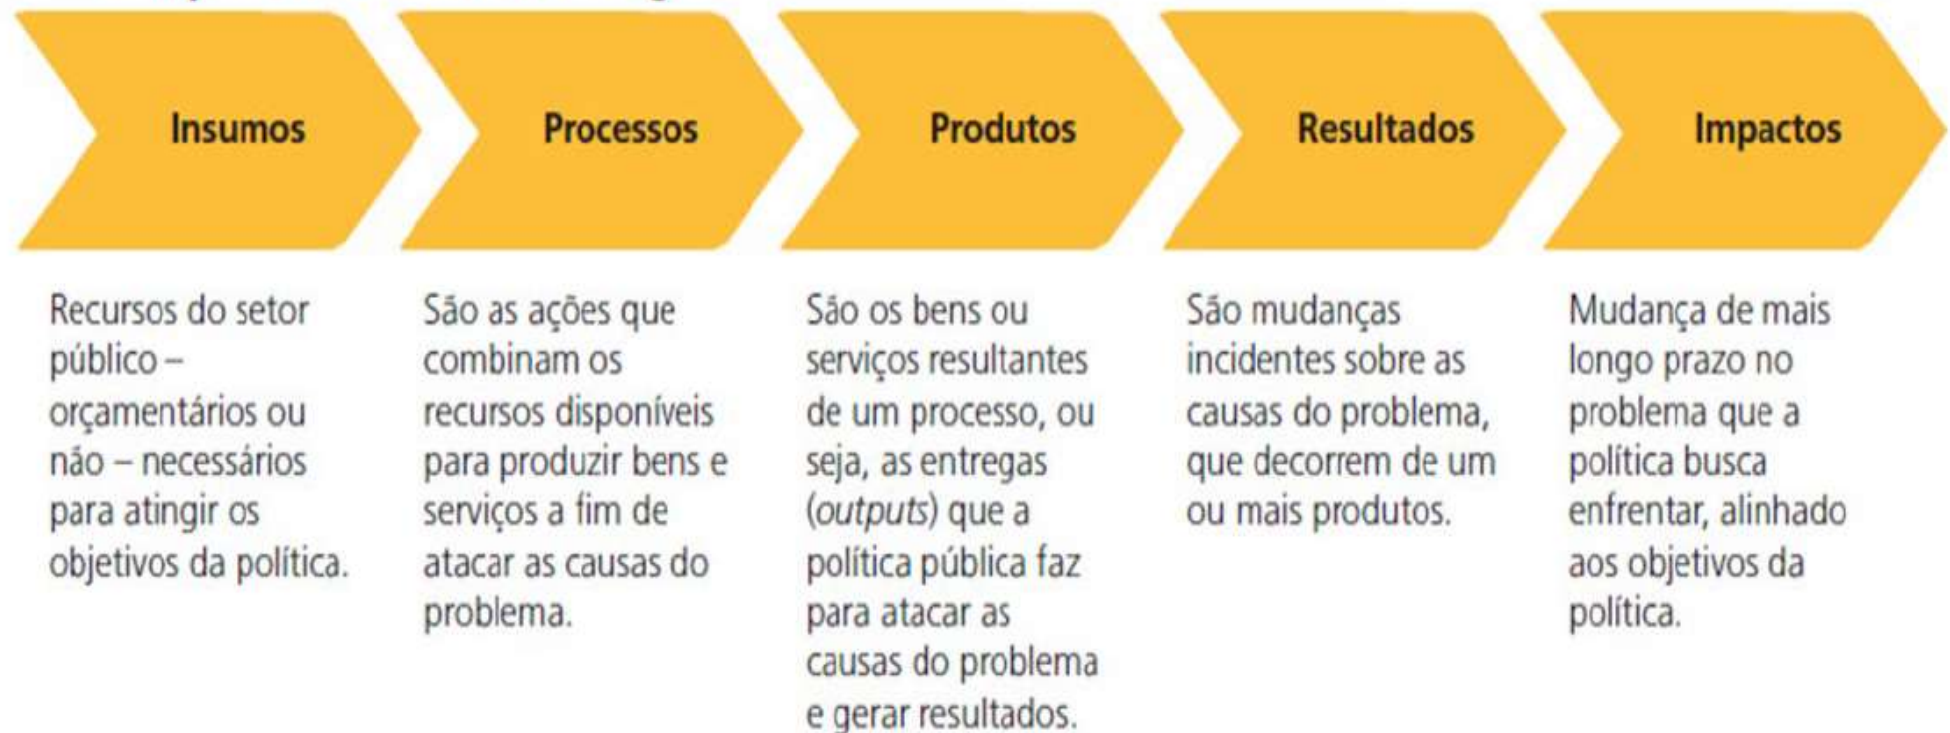 Insumos
Processos
Produtos
Resultados
Impactos
Recursos do setor
público –
orçamentários ou
não – necessários
para atingir os
objetivos da política.
São as ações que
combinam os
recursos disponíveis
para produzir bens e
serviços a fim de
atacar as causas do
problema.
São os bens ou
serviços resultantes
de um processo, ou
seja, as entregas
(outputs) que a
política pública faz
para atacar as
causas do problema
e gerar resultados.
São mudanças
incidentes sobre as
causas do problema,
que decorrem de um
ou mais produtos.
Mudança de mais
longo prazo no
problema que a
política busca
enfrentar, alinhado
aos objetivos da
política.